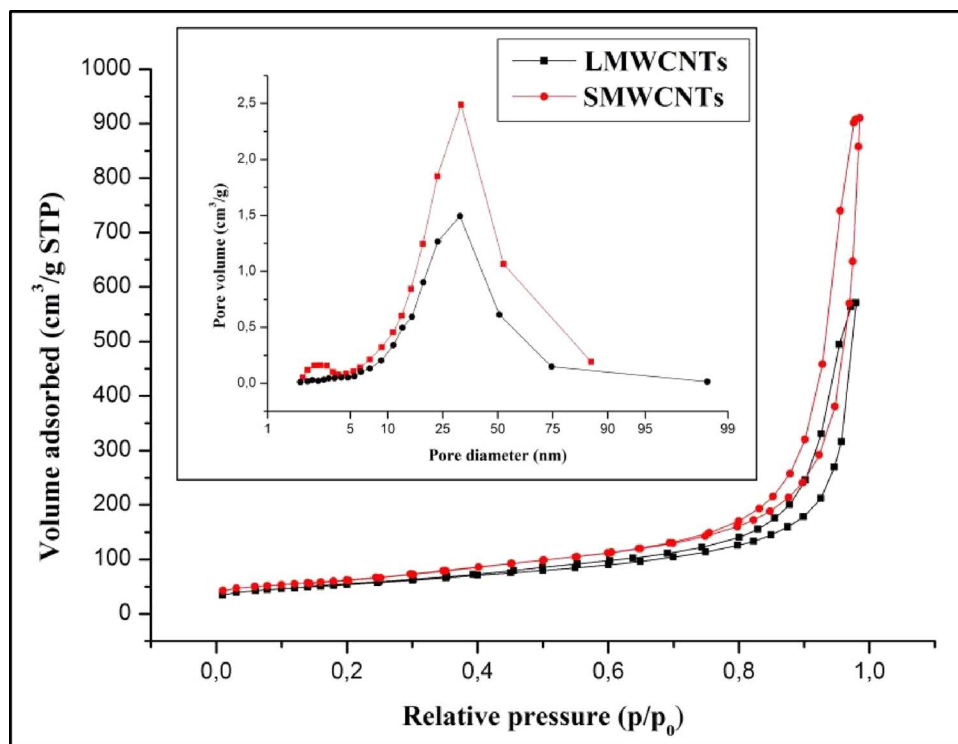 LMWCNTs
SMWCNTs
Pore volume (cm³/g)
2,5
2,0
1,5
1,0
0,5
0,0
1 5 10 25 50 75 90 95 99
Pore diameter (nm)
Volume adsorbed (cm³/g STP)
1000
900
800
700
600
500
400
300
200
100
0
0,0 0,2 0,4 0,6 0,8 1,0
Relative pressure (p/p₀)